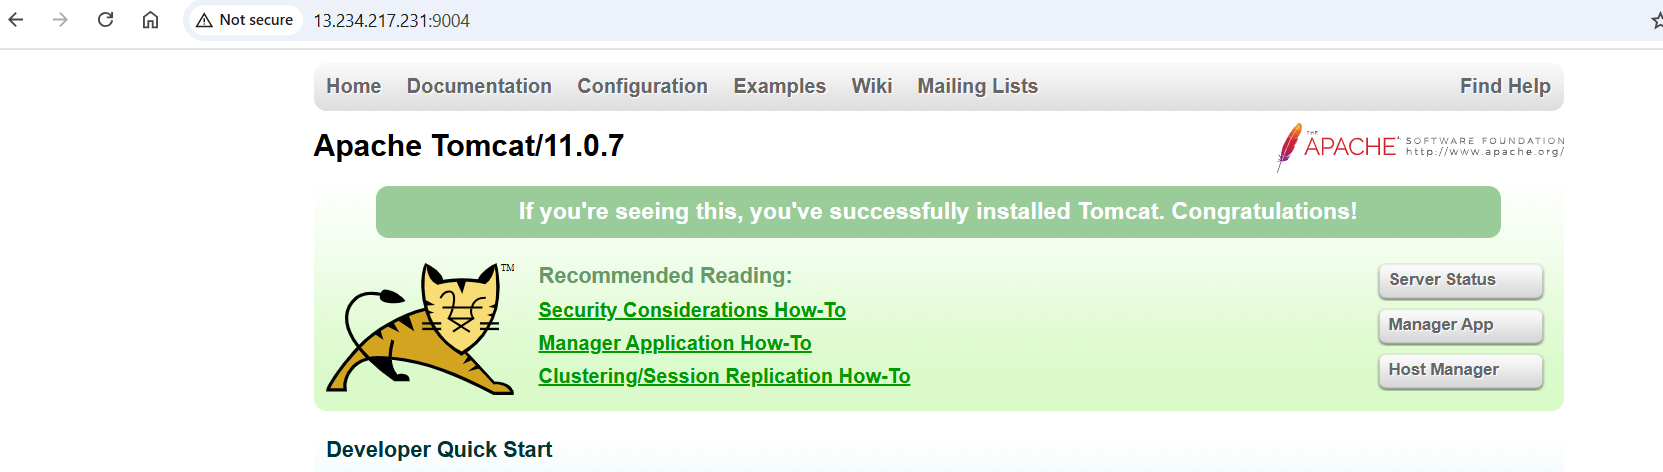 Not secure 13.234.217.231:9004
Home Documentation Configuration Examples Wiki Mailing Lists Find Help
Apache Tomcat/11.0.7
THE APACHE SOFTWARE FOUNDATION
http://www.apache.org/
If you're seeing this, you've successfully installed Tomcat. Congratulations!
TM
Recommended Reading:
Security Considerations How-To
Manager Application How-To
Clustering/Session Replication How-To
Server Status
Manager App
Host Manager
Developer Quick Start